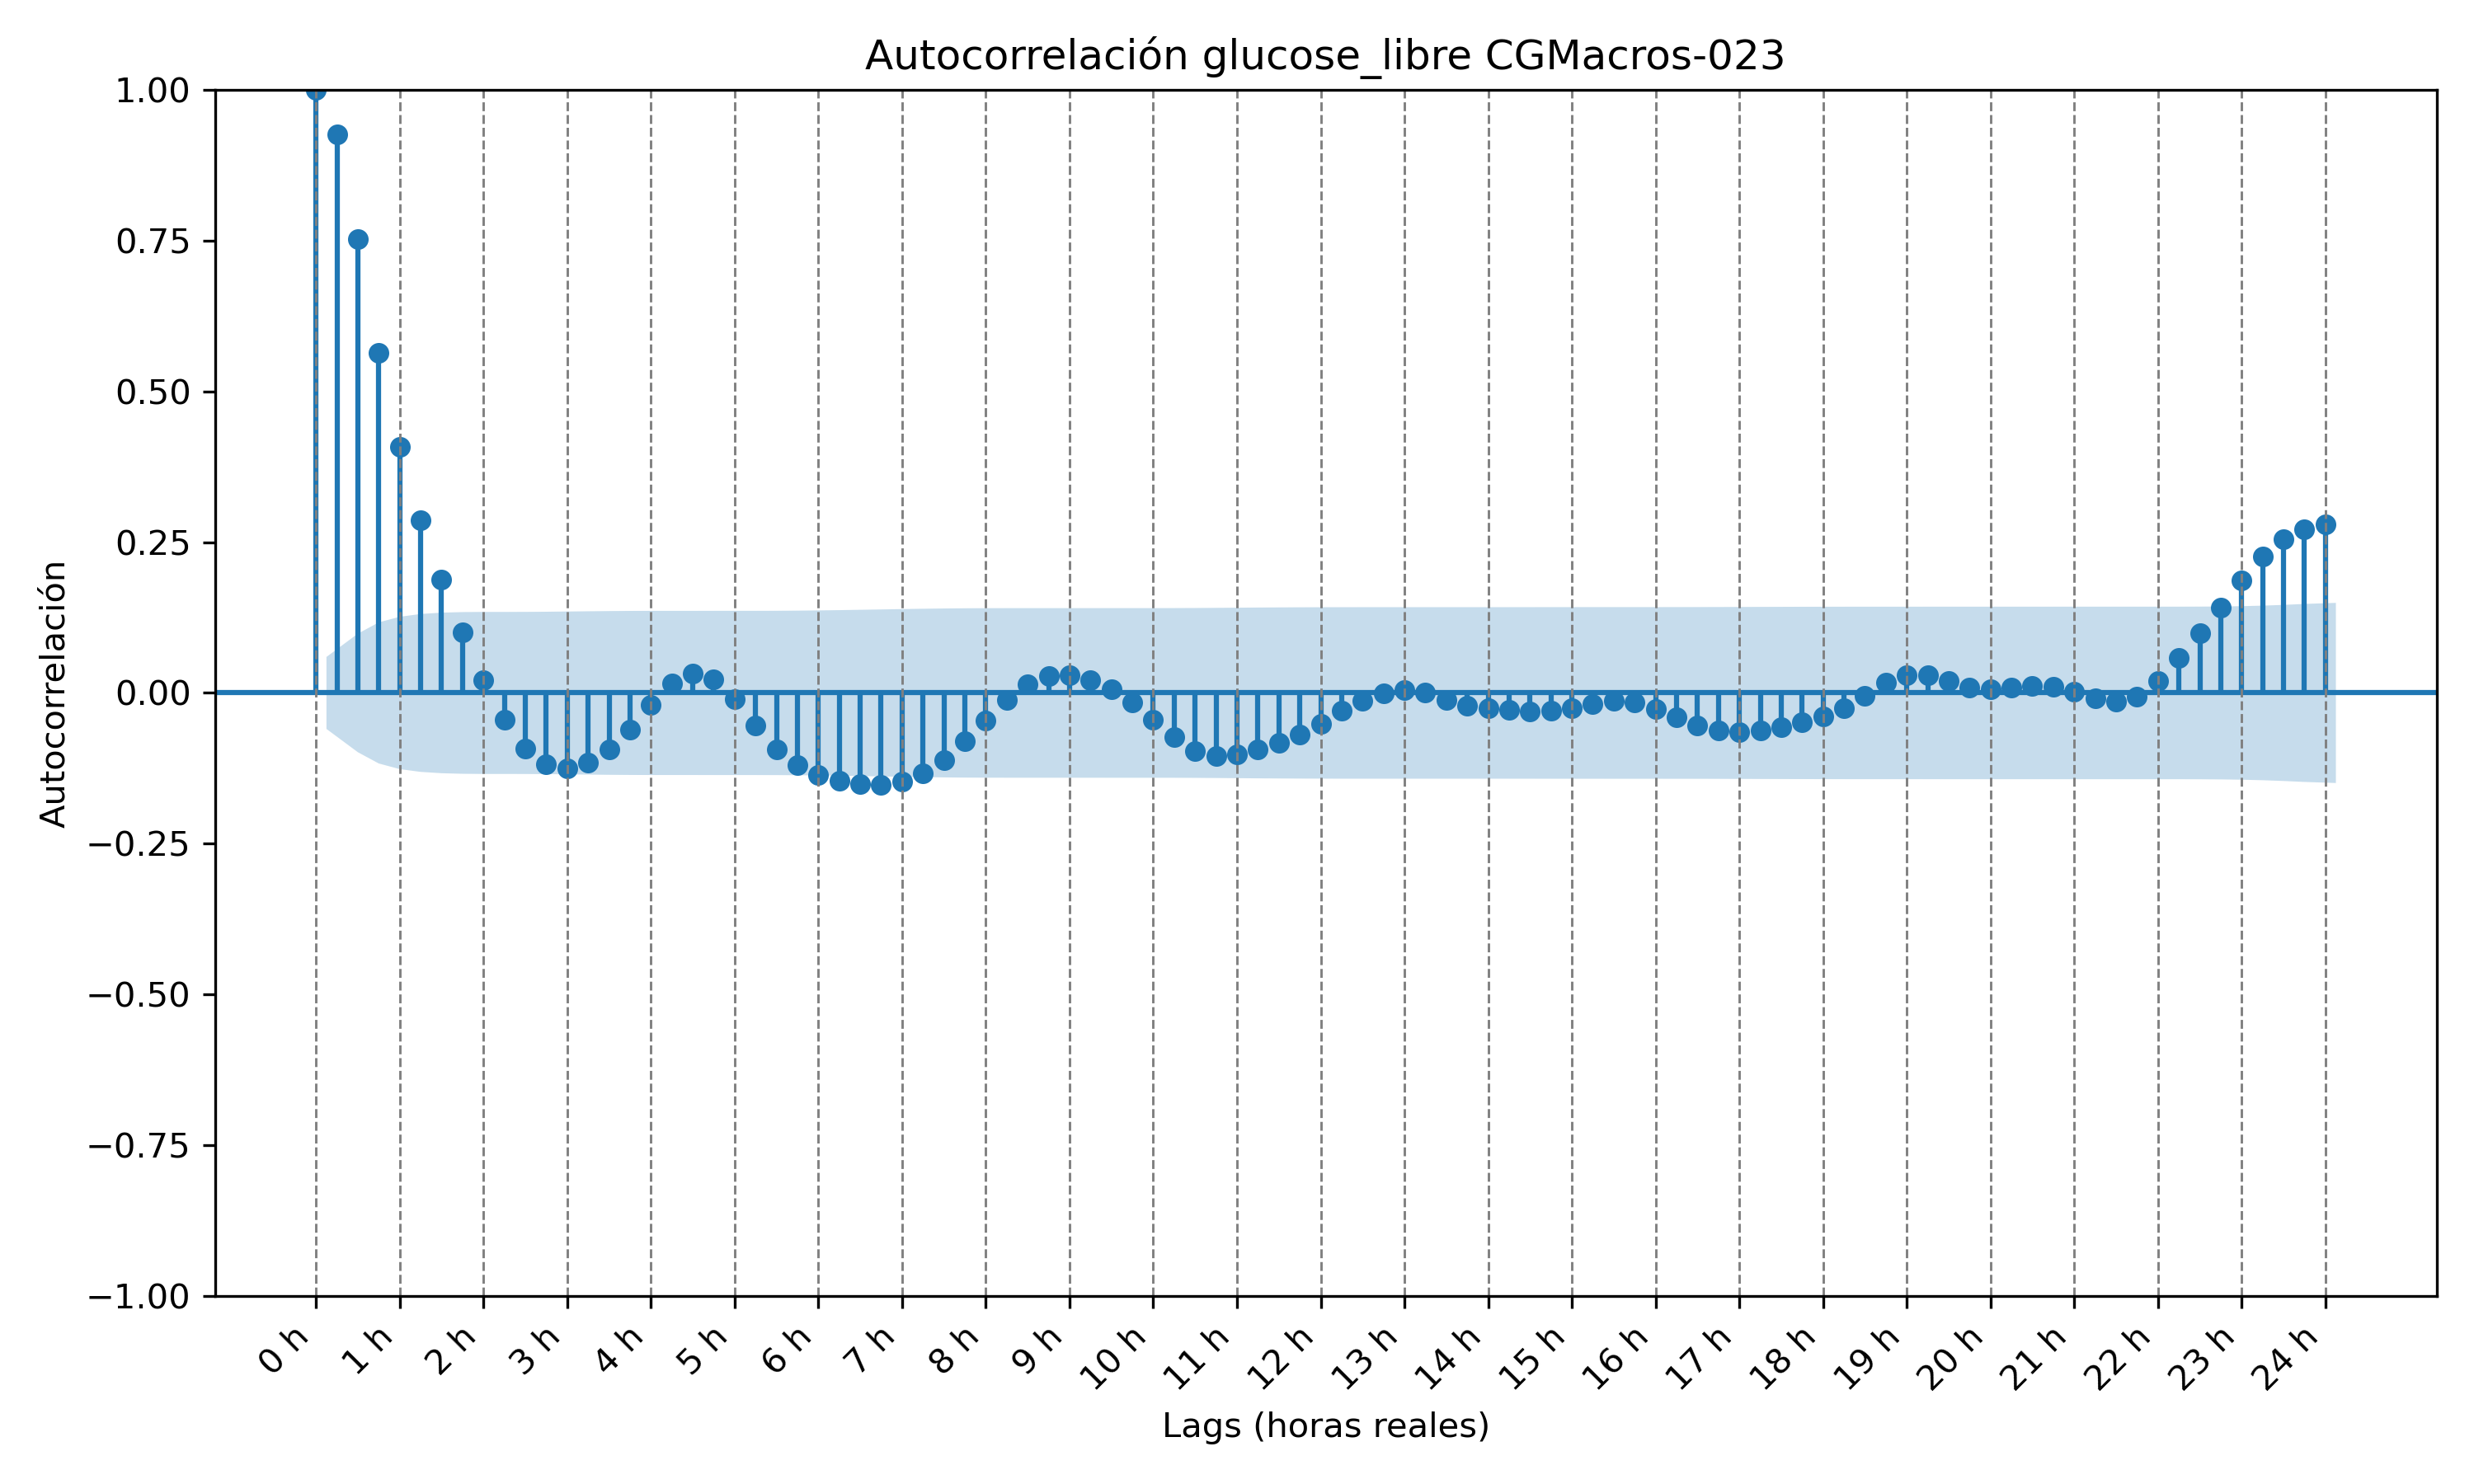 Autocorrelación glucose_libre CGMacros-023
1.00
0.75
0.50
0.25
0.00
−0.25
−0.50
−0.75
−1.00
Autocorrelación
0 h
1 h
2 h
3 h
4 h
5 h
6 h
7 h
8 h
9 h
10 h
11 h
12 h
13 h
14 h
15 h
16 h
17 h
18 h
19 h
20 h
21 h
22 h
23 h
24 h
Lags (horas reales)